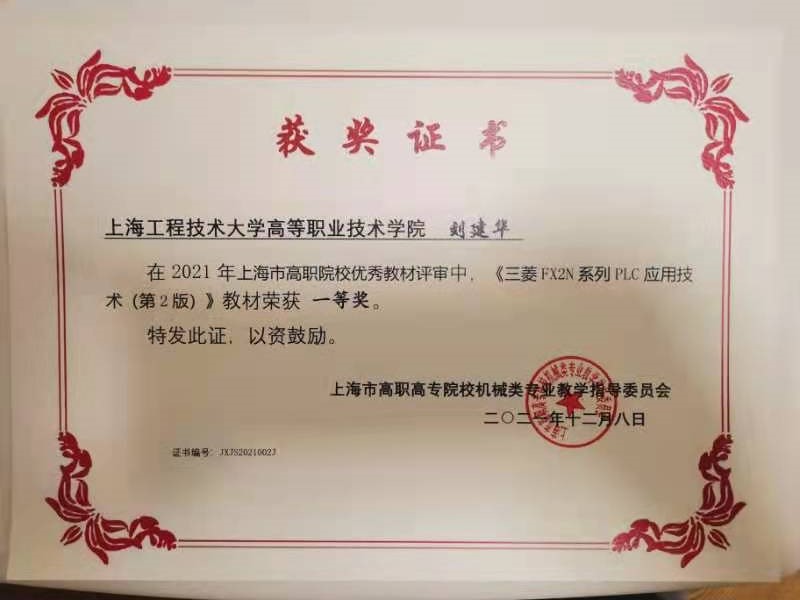 获奖证书
上海工程技术大学高等职业技术学院 刘建华
在 2021 年上海市高职院校优秀教材评审中，《三菱 FX2N 系列 PLC 应用技
术（第 2 版）》教材荣获 一等奖。
特发此证，以资鼓励。
上海市高职高专院校机械类专业教学指导委员会
二〇二一年十二月八日
证书编号：JXJS2021002J